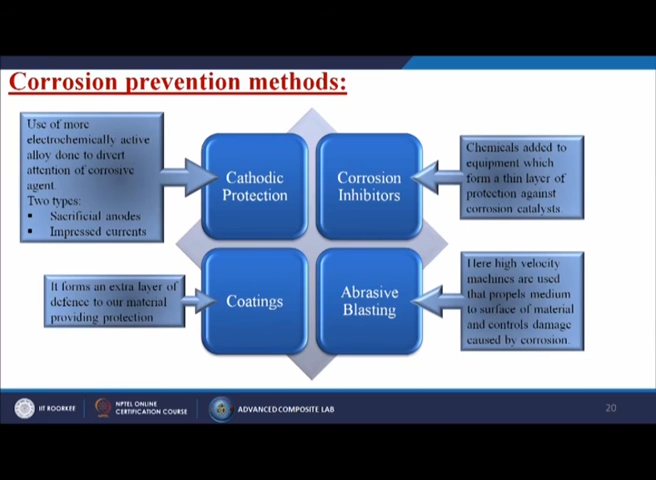 Corrosion prevention methods:
Use of more
electrochemically active
alloy done to divert
attention of corrosive
agent.
Two types:
▪ Sacrificial anodes
▪ Impressed currents
Cathodic
Protection
Corrosion
Inhibitors
Chemicals added to
equipment which
form a thin layer of
protection against
corrosion catalysts.
It forms an extra layer of
defence to our material
providing protection
Coatings
Abrasive
Blasting
Here high velocity
machines are used
that propels medium
to surface of material
and controls damage
caused by corrosion.
IIT ROORKEE
NPTEL ONLINE
CERTIFICATION COURSE
ADVANCED COMPOSITE LAB
20